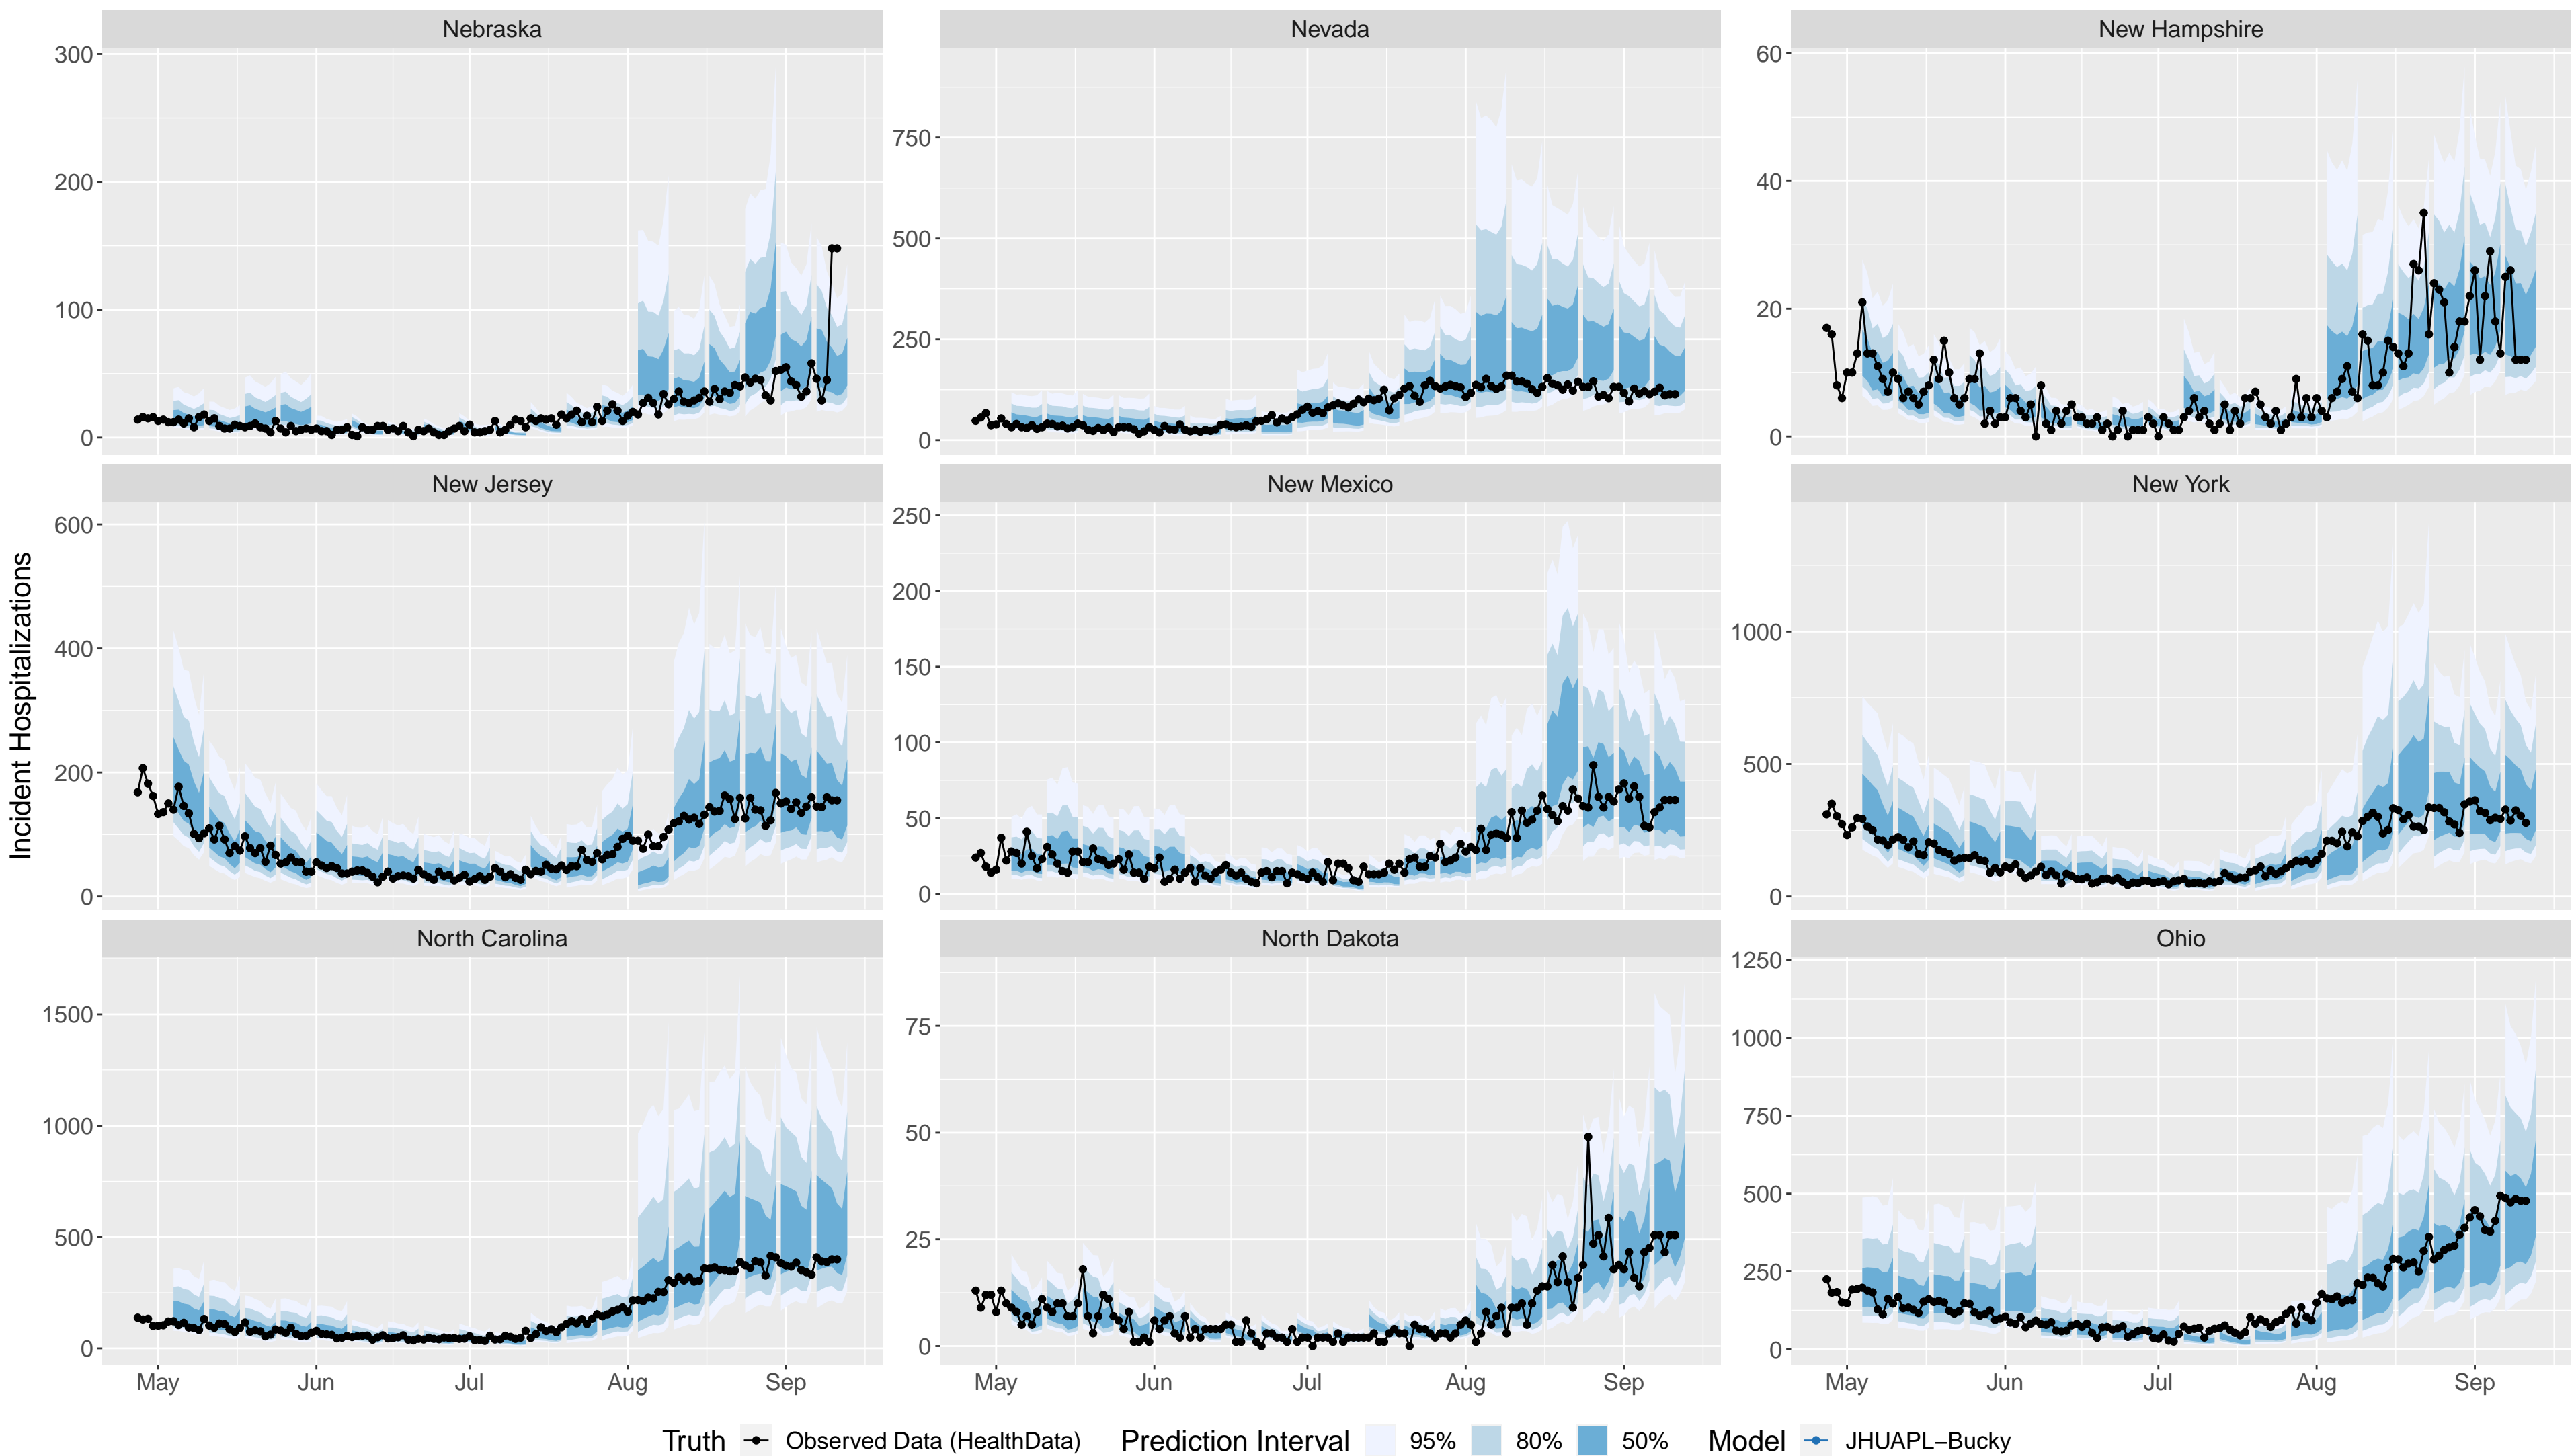 Nebraska
Nevada
New Hampshire
300
200
100
0
750
500
250
0
60
40
20
0
New Jersey
New Mexico
New York
600
400
200
0
250
200
150
100
50
0
1000
500
0
Incident Hospitalizations
North Carolina
North Dakota
Ohio
1500
1000
500
0
75
50
25
0
1250
1000
750
500
250
0
May Jun Jul Aug Sep
May Jun Jul Aug Sep
May Jun Jul Aug Sep
Truth Observed Data (HealthData) Prediction Interval 95% 80% 50% Model JHUAPL−Bucky